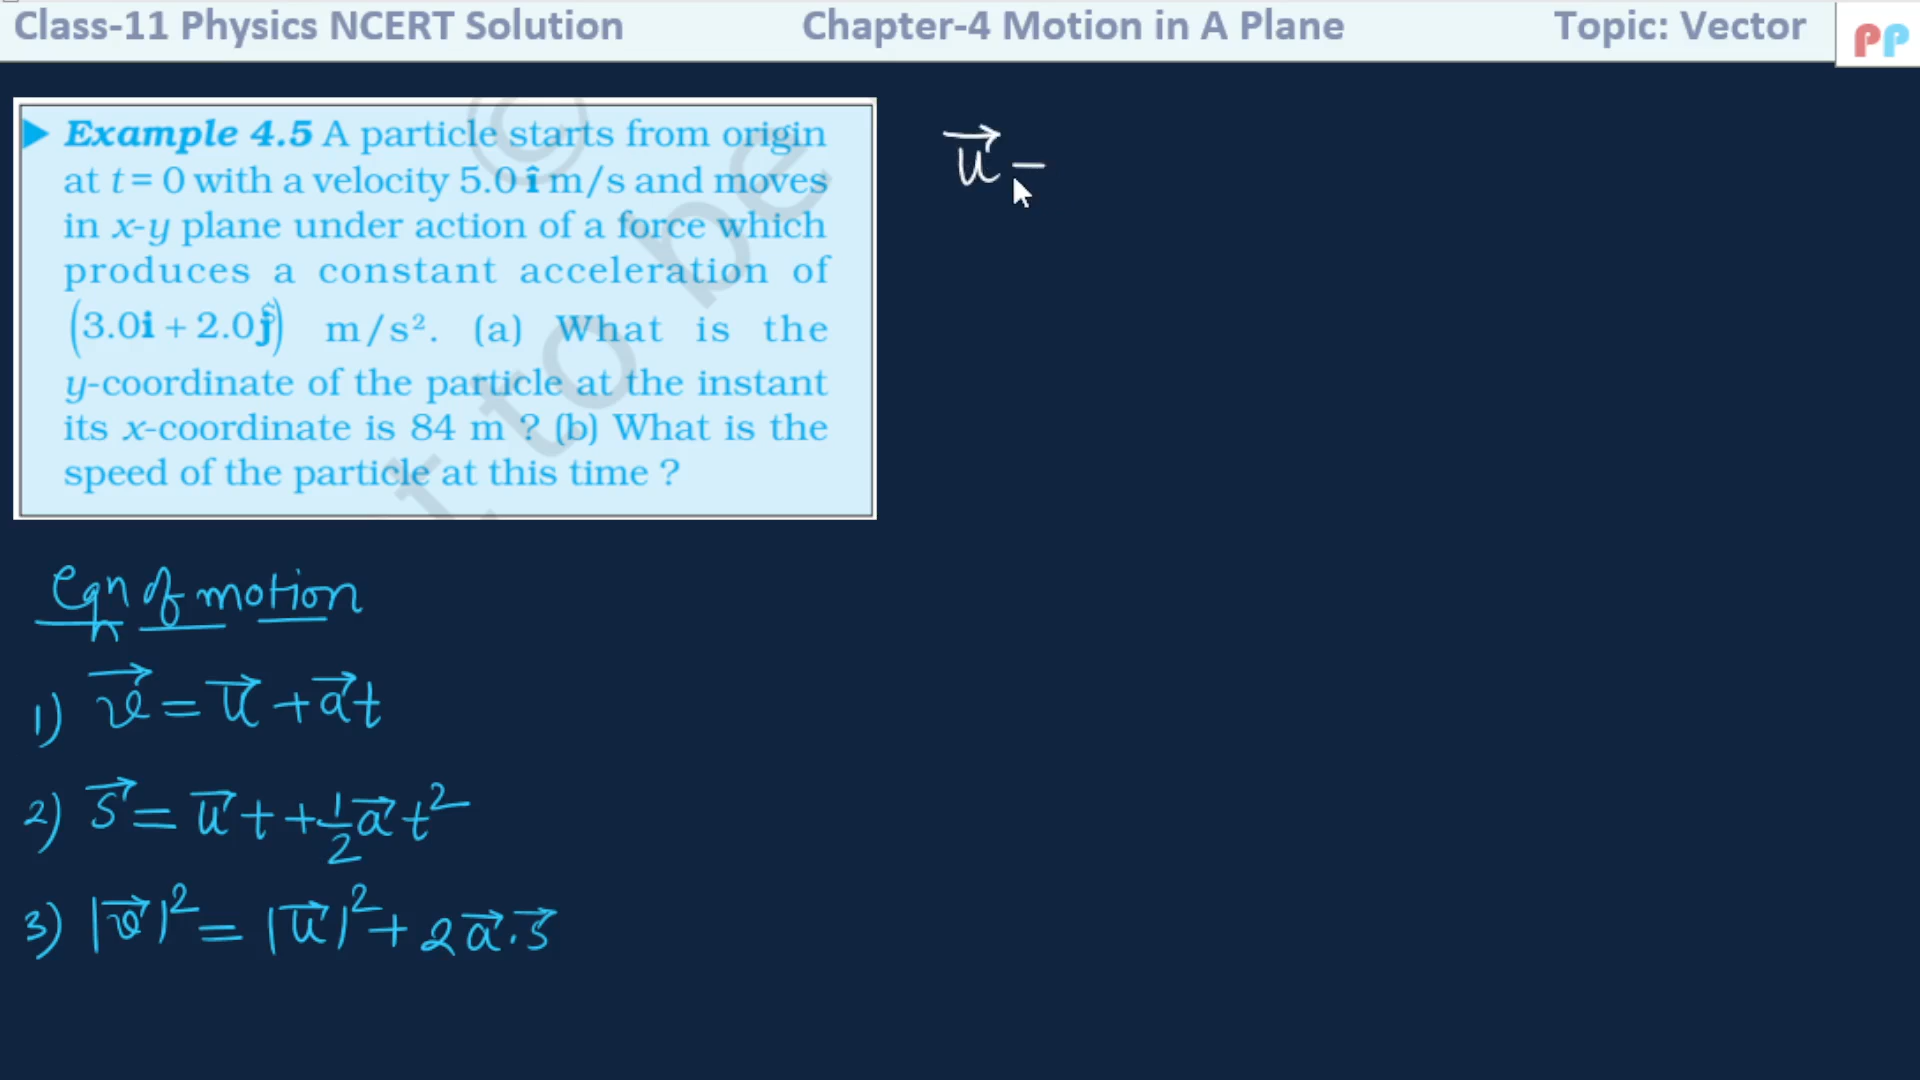 Class-11 Physics NCERT Solution Chapter-4 Motion in A Plane Topic: Vector PP
Example 4.5 A particle starts from origin
at t = 0 with a velocity 5.0 î m/s and moves
in x-y plane under action of a force which
produces a constant acceleration of
(3.0i + 2.0ĵ) m/s². (a) What is the
y-coordinate of the particle at the instant
its x-coordinate is 84 m ? (b) What is the
speed of the particle at this time ?
u⃗ –
Eqn of motion
1) v⃗ = u⃗ + a⃗t
2) s⃗ = u⃗ t + 1/2 a⃗ t²
3) |v⃗|² = |u⃗|² + 2a⃗.s⃗
© t to be